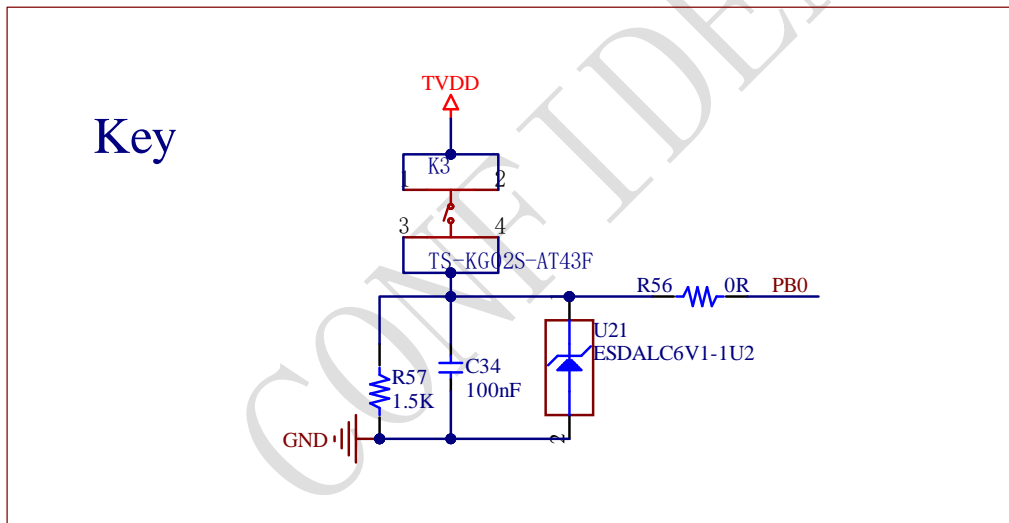 CONFIDE
TVDD
Key
K3
1 2
3 4
TS-KG02S-AT43F
R56 0R PB0
U21
ESDALC6V1-1U2
C34
100nF
R57
1.5K
GND
2